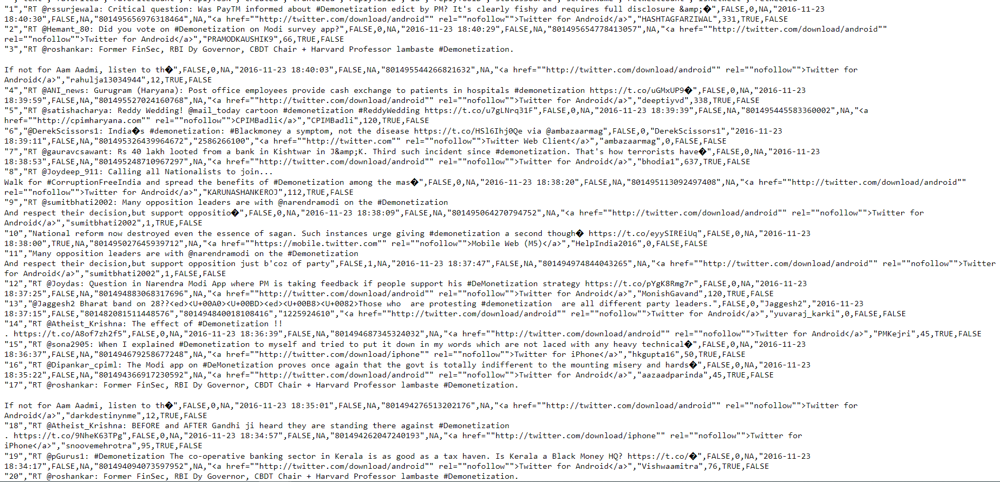 "1","RT @rssurjewala: Critical question: Was PayTM informed about #Demonetization edict by PM? It's clearly fishy and requires full disclosure &amp;�",FALSE,0,NA,"2016-11-23
18:40:30",FALSE,NA,"801495656976318464",NA,"<a href=""http://twitter.com/download/android"" rel=""nofollow"">Twitter for Android</a>","HASHTAGFARZIWAL",331,TRUE,FALSE
"2","RT @Hemant_80: Did you vote on #Demonetization on Modi survey app?",FALSE,0,NA,"2016-11-23 18:40:29",FALSE,NA,"801495654778413057",NA,"<a href=""http://twitter.com/download/android""
rel=""nofollow"">Twitter for Android</a>","PRAMODKAUSHIK9",66,TRUE,FALSE
"3","RT @roshankar: Former FinSec, RBI Dy Governor, CBDT Chair + Harvard Professor lambaste #Demonetization.
If not for Aam Aadmi, listen to th�",FALSE,0,NA,"2016-11-23 18:40:03",FALSE,NA,"801495544266821632",NA,"<a href=""http://twitter.com/download/android"" rel=""nofollow"">Twitter for
Android</a>","rahulja13034944",12,TRUE,FALSE
"4","RT @ANI_news: Gurugram (Haryana): Post office employees provide cash exchange to patients in hospitals #demonetization https://t.co/uGMxUP9�",FALSE,0,NA,"2016-11-23
18:39:59",FALSE,NA,"801495527024160768",NA,"<a href=""http://twitter.com/download/android"" rel=""nofollow"">Twitter for Android</a>","deeptiyvd",338,TRUE,FALSE
"5","RT @satishacharya: Reddy Wedding! @mail_today cartoon #demonetization #ReddyWedding https://t.co/u7gLNrq31F",FALSE,0,NA,"2016-11-23 18:39:39",FALSE,NA,"801495445583360002",NA,"<a
href=""http://cpimharyana.com"" rel=""nofollow"">CPIMBadli</a>","CPIMBadli",120,TRUE,FALSE
"6","@DerekScissors1: India�s #demonetization: #Blackmoney a symptom, not the disease https://t.co/HSl6Ihj0Qe via @ambazaarmag",FALSE,0,"DerekScissors1","2016-11-23
18:39:11",FALSE,NA,"801495326439964672","2586266100","<a href=""http://twitter.com"" rel=""nofollow"">Twitter Web Client</a>","ambazaarmag",0,FALSE,FALSE
"7","RT @gauravcsawant: Rs 40 lakh looted from a bank in Kishtwar in J&amp;K. Third such incident since #demonetization. That's how terrorists have�",FALSE,0,NA,"2016-11-23
18:38:53",FALSE,NA,"801495248710967297",NA,"<a href=""http://twitter.com/download/android"" rel=""nofollow"">Twitter for Android</a>","bhodia1",637,TRUE,FALSE
"8","RT @Joydeep_911: Calling all Nationalists to join...
Walk for #CorruptionFreeIndia and spread the benefits of #Demonetization among the mas�",FALSE,0,NA,"2016-11-23 18:38:20",FALSE,NA,"801495113092497408",NA,"<a href=""http://twitter.com/download/android""
rel=""nofollow"">Twitter for Android</a>","KARUNASHANKEROJ",112,TRUE,FALSE
"9","RT @sumitbhati2002: Many opposition leaders are with @narendramodi on the #Demonetization
And respect their decision,but support oppositio�",FALSE,0,NA,"2016-11-23 18:38:09",FALSE,NA,"801495064270794752",NA,"<a href=""http://twitter.com/download/android"" rel=""nofollow"">Twitter for
Android</a>","sumitbhati2002",1,TRUE,FALSE
"10","National reform now destroyed even the essence of sagan. Such instances urge giving #demonetization a second though� https://t.co/eyySIREiUq",FALSE,0,NA,"2016-11-23
18:38:00",TRUE,NA,"801495027645939712",NA,"<a href=""https://mobile.twitter.com"" rel=""nofollow"">Mobile Web (M5)</a>","HelpIndia2016",0,FALSE,FALSE
"11","Many opposition leaders are with @narendramodi on the #Demonetization
And respect their decision,but support opposition just b'coz of party",FALSE,1,NA,"2016-11-23 18:37:47",FALSE,NA,"801494974844043265",NA,"<a href=""http://twitter.com/download/android"" rel=""nofollow"">Twitter
for Android</a>","sumitbhati2002",1,FALSE,FALSE
"12","RT @Joydas: Question in Narendra Modi App where PM is taking feedback if people support his #DeMonetization strategy https://t.co/pYgK8Rmg7r",FALSE,0,NA,"2016-11-23
18:37:25",FALSE,NA,"801494883068317696",NA,"<a href=""http://twitter.com/download/android"" rel=""nofollow"">Twitter for Android</a>","MonishGavand",120,TRUE,FALSE
"13","@Jaggesh2 Bharat band on 28??<ed><U+00A0><U+00BD><ed><U+00B8><U+0082>Those who  are protesting #demonetization  are all different party leaders.",FALSE,0,"Jaggesh2","2016-11-23
18:37:15",FALSE,"801482081511448576","801494840018108416","1225924610","<a href=""http://twitter.com/download/android"" rel=""nofollow"">Twitter for Android</a>","yuvaraj_karki",0,FALSE,FALSE
"14","RT @Atheist_Krishna: The effect of #Demonetization !!
. https://t.co/A8of7zh2f5",FALSE,0,NA,"2016-11-23 18:36:39",FALSE,NA,"801494687345324032",NA,"<a href=""http://twitter.com/download/android"" rel=""nofollow"">Twitter for Android</a>","PMKejri",45,TRUE,FALSE
"15","RT @sona2905: When I explained #Demonetization to myself and tried to put it down in my words which are not laced with any heavy technical�",FALSE,0,NA,"2016-11-23
18:36:37",FALSE,NA,"801494679258677248",NA,"<a href=""http://twitter.com/download/iphone"" rel=""nofollow"">Twitter for iPhone</a>","hkgupta16",50,TRUE,FALSE
"16","RT @Dipankar_cpiml: The Modi app on #DeMonetization proves once again that the govt is totally indifferent to the mounting misery and hards�",FALSE,0,NA,"2016-11-23
18:35:22",FALSE,NA,"801494366917230592",NA,"<a href=""http://twitter.com/download/android"" rel=""nofollow"">Twitter for Android</a>","aazaadparinda",45,TRUE,FALSE
"17","RT @roshankar: Former FinSec, RBI Dy Governor, CBDT Chair + Harvard Professor lambaste #Demonetization.
If not for Aam Aadmi, listen to th�",FALSE,0,NA,"2016-11-23 18:35:01",FALSE,NA,"801494276513202176",NA,"<a href=""http://twitter.com/download/android"" rel=""nofollow"">Twitter for
Android</a>","darkdestinynme",12,TRUE,FALSE
"18","RT @Atheist_Krishna: BEFORE and AFTER Gandhi ji heard they are standing there against #Demonetization
. https://t.co/9NheK63TPg",FALSE,0,NA,"2016-11-23 18:34:57",FALSE,NA,"801494262047240193",NA,"<a href=""http://twitter.com/download/iphone"" rel=""nofollow"">Twitter for
iPhone</a>","snoovemehrotra",95,TRUE,FALSE
"19","RT @pGurus1: #Demonetization The co-operative banking sector in Kerala is as good as a tax haven. Is Kerala a Black Money HQ? https://t.co/�",FALSE,0,NA,"2016-11-23
18:34:17",FALSE,NA,"801494094073597952",NA,"<a href=""http://twitter.com/download/android"" rel=""nofollow"">Twitter for Android</a>","Vishwaamitra",76,TRUE,FALSE
"20","RT @roshankar: Former FinSec, RBI Dy Governor, CBDT Chair + Harvard Professor lambaste #Demonetization.